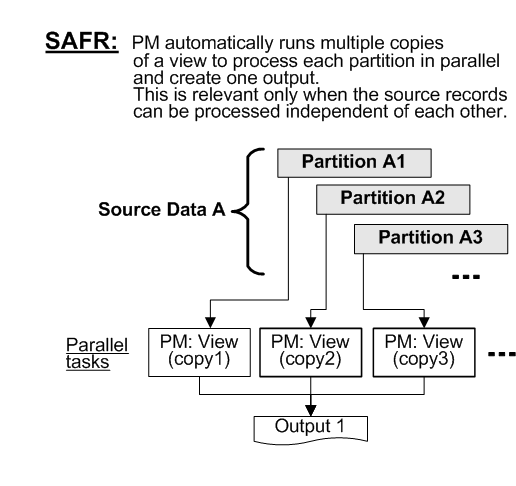 SAFR: PM automatically runs multiple copies
of a view to process each partition in parallel
and create one output.
This is relevant only when the source records
can be processed independent of each other.
Partition A1
Partition A2
Source Data A
Partition A3
Parallel
tasks
PM: View
(copy1)
PM: View
(copy2)
PM: View
(copy3)
Output 1